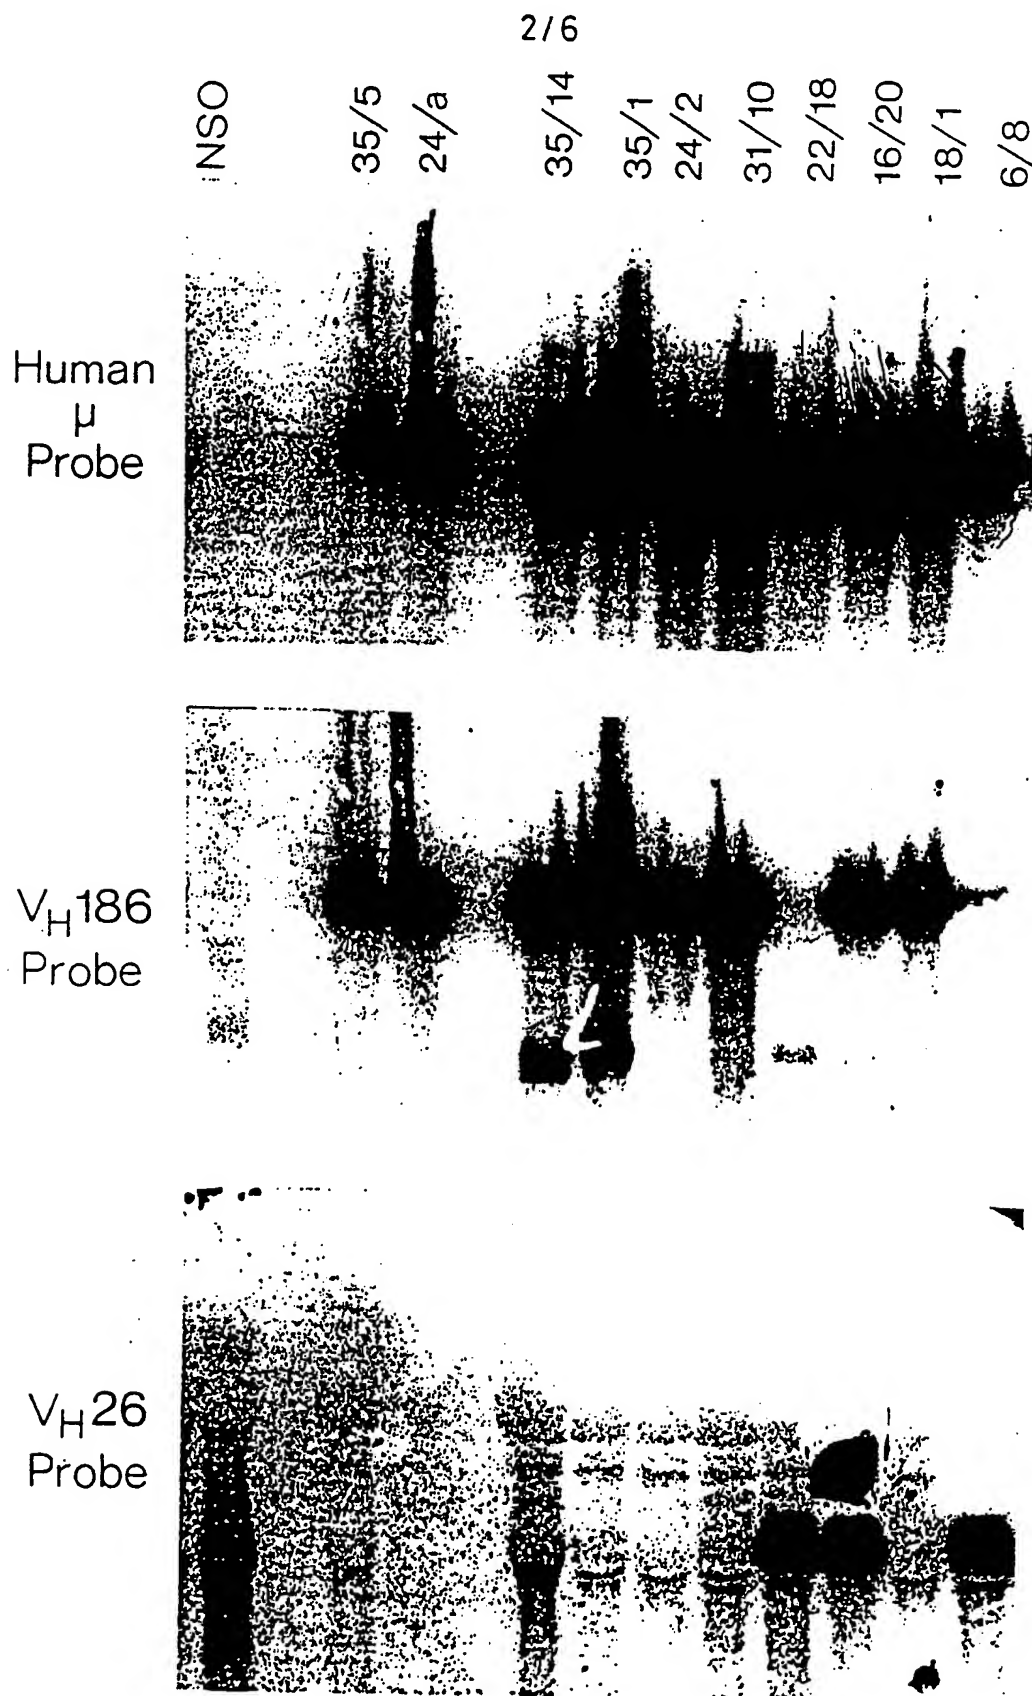 2/6
NSO
35/5
24/a
35/14
35/1
24/2
31/10
22/18
16/20
18/1
6/8
Human
μ
Probe
VH186
Probe
VH26
Probe